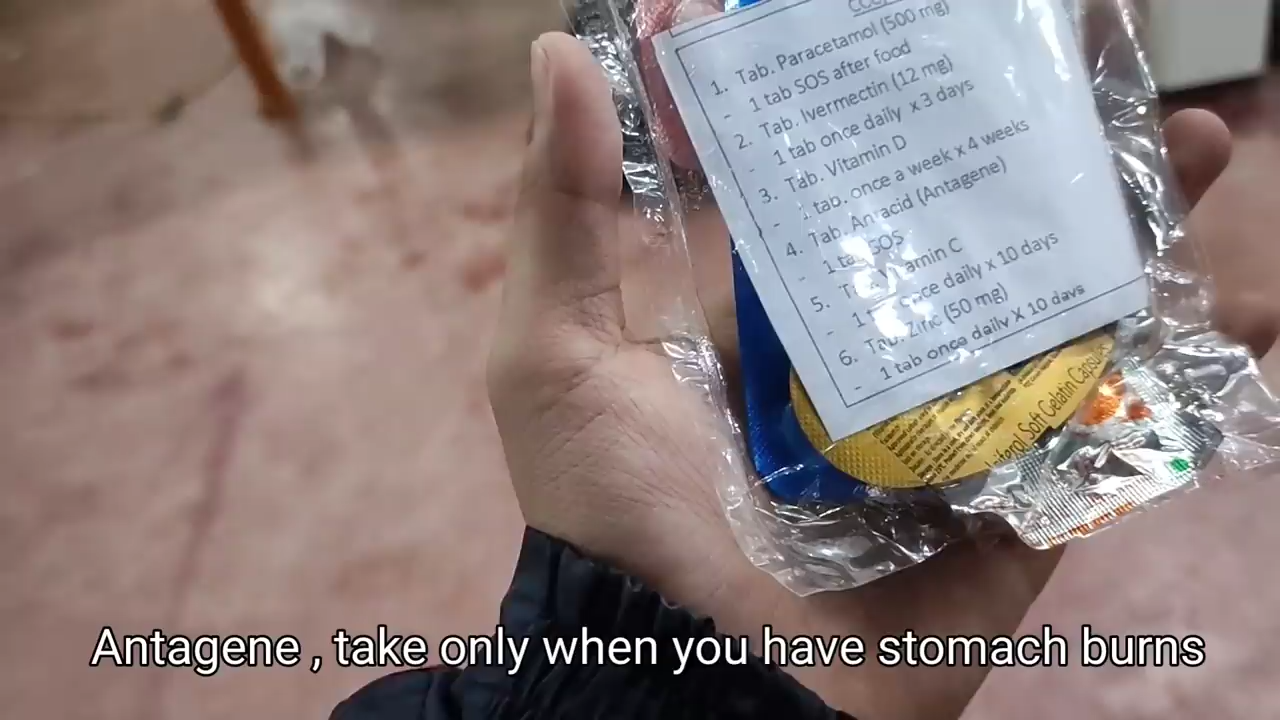 1. Tab. Paracetamol (500 mg)
- 1 tab SOS after food
2. Tab. Ivermectin (12 mg)
- 1 tab once daily x 3 days
3. Tab. Vitamin D
- 1 tab. once a week x 4 weeks
4. Tab. Antacid (Antagene)
- 1 tab SOS
5. Tab. Vitamin C
- 1 tab once daily x 10 days
6. Tab. Zinc (50 mg)
- 1 tab once daily X 10 days
Soft Gelatin Capsules
Antagene , take only when you have stomach burns